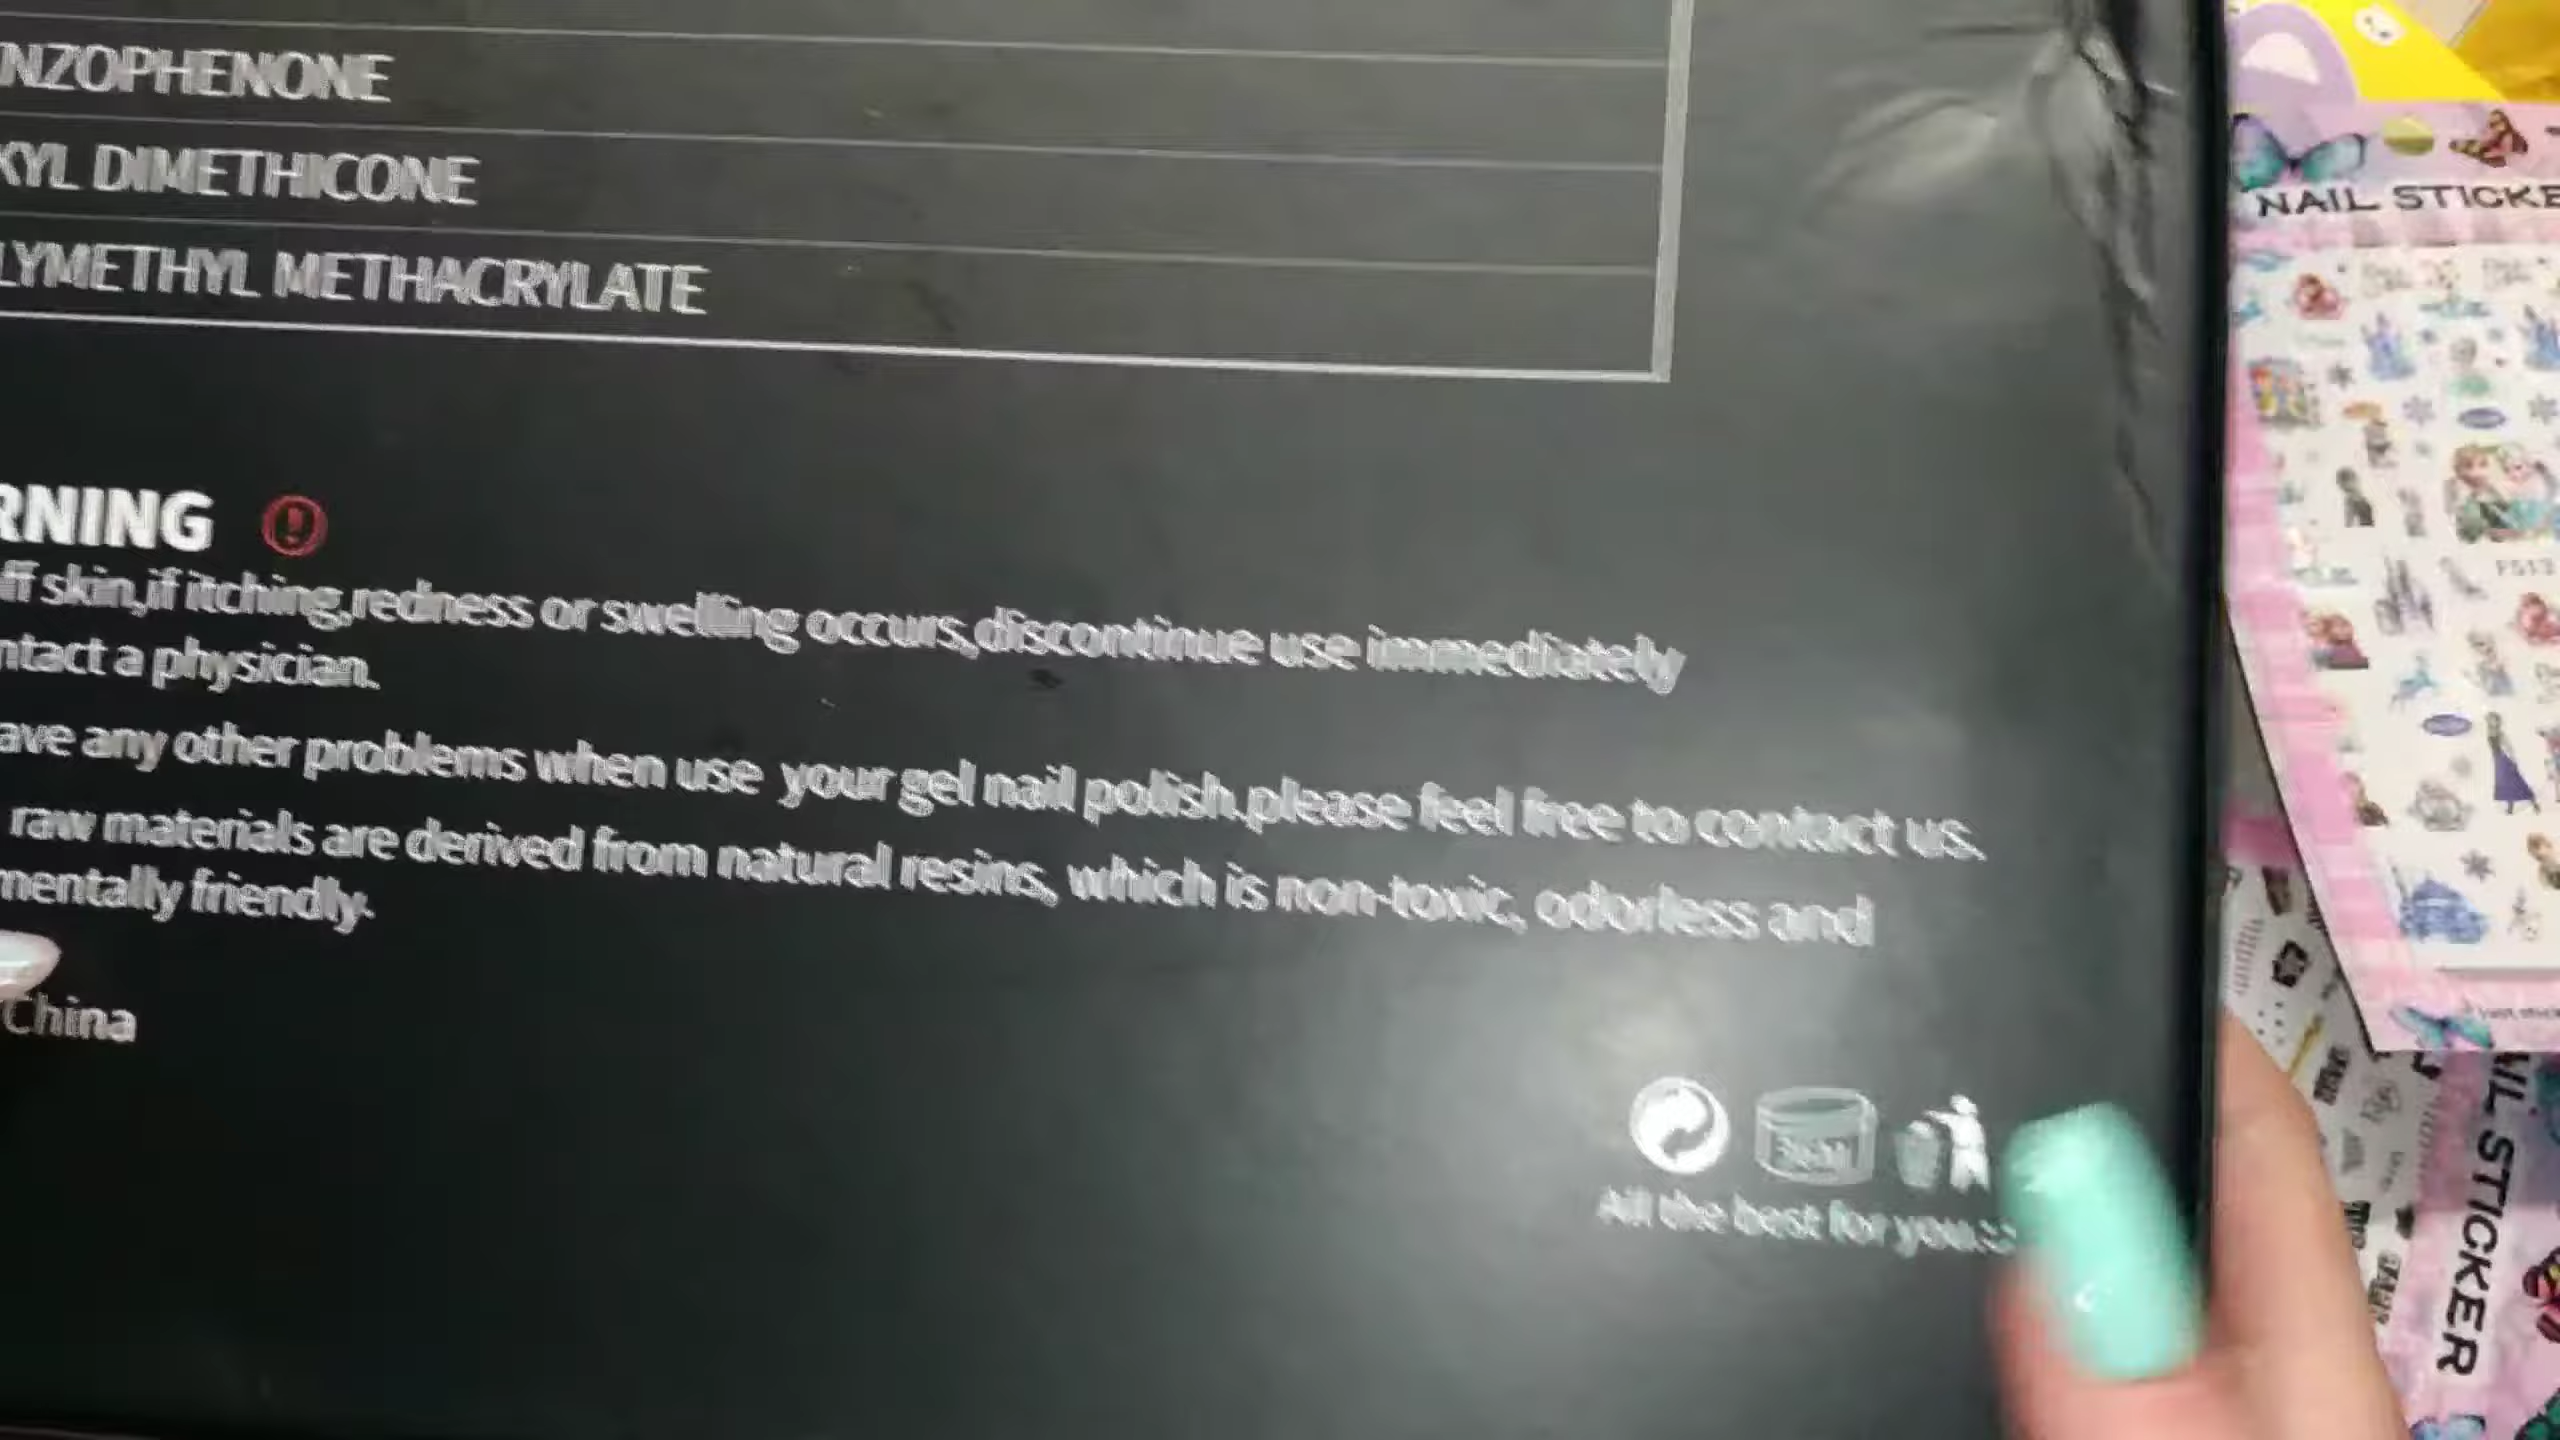 NZOPHENONE
KYL DIMETHICONE
LYMETHYL METHACRYLATE
RNING
ff skin,if itching,redness or swelling occurs,discontinue use immediately
ntact a physician.
ave any other problems when use your gel nail polish,please feel free to contact us.
raw materials are derived from natural resins, which is non-toxic, odorless and
mentally friendly.
China
All the best for you
NAIL STICKE
IL STICKER